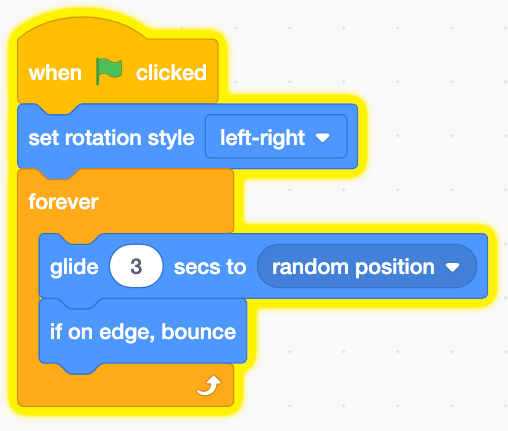 when clicked
set rotation style left-right
forever
glide 3 secs to random position
if on edge, bounce